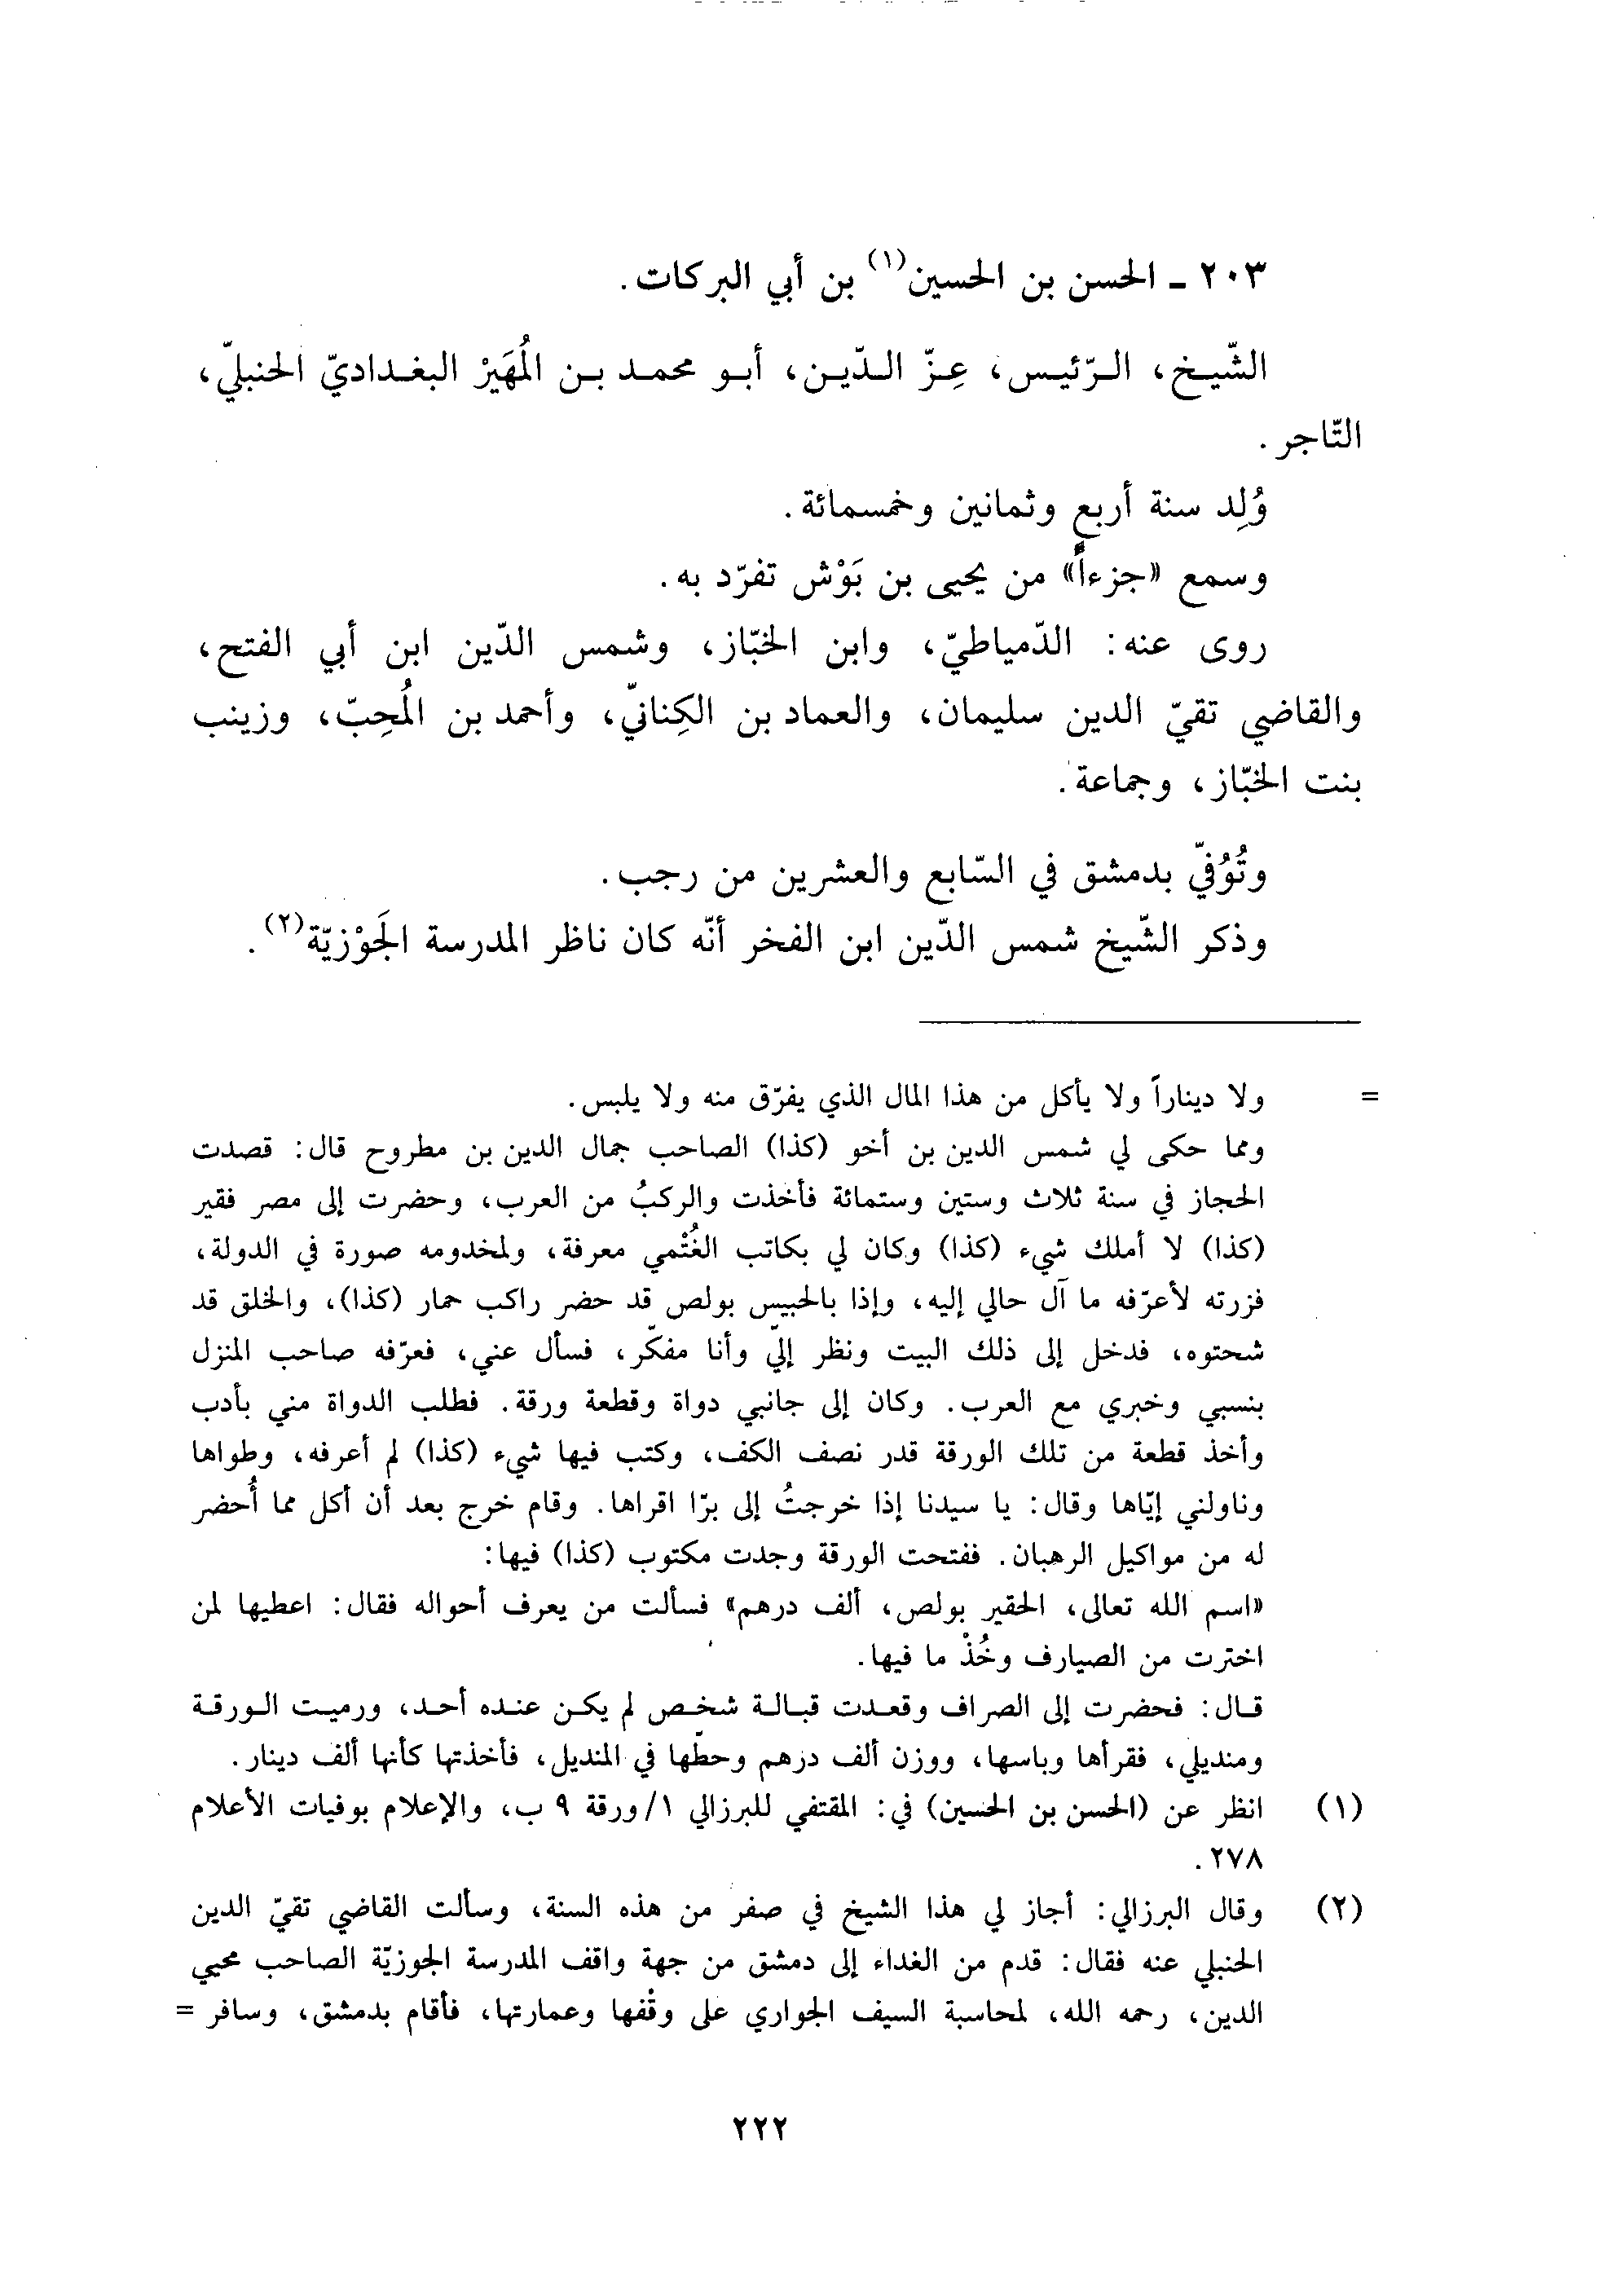 ٢٠٣ ـ الحسن بن الحسين(١) بن أبي البركات.
الشّيخ، الرّئيس، عِزّ الدّين، أبو محمد بن المُهَيْر البغداديّ الحنبليّ،
التّاجر.
وُلِد سنة أربعٍ وثمانين وخمسمائة.
وسمع «جزءاً» من يحيى بن بَوْش تفرّد به.
روى عنه: الدّمياطيّ، وابن الخبّاز، وشمس الدّين ابن أبي الفتح،
والقاضي تقيّ الدين سليمان، والعماد بن الكِنانيّ، وأحمد بن المُحِبّ، وزينب
بنت الخبّاز، وجماعة.
وتُوُفيّ بدمشق في السّابع والعشرين من رجب.
وذكر الشّيخ شمس الدّين ابن الفخر أنّه كان ناظر المدرسة الجَوْزيّة(٢).
= ولا ديناراً ولا يأكل من هذا المال الذي يفرّق منه ولا يلبس.
ومما حكى لي شمس الدين بن أخو (كذا) الصاحب جمال الدين بن مطروح قال: قصدت
الحجاز في سنة ثلاث وستين وستمائة فأخذت والركبُ من العرب، وحضرت إلى مصر فقير
(كذا) لا أملك شيء (كذا) وكان لي بكاتب الغُتْمي معرفة، ولمخدومه صورة في الدولة،
فزرته لأعرّفه ما آل حالي إليه، وإذا بالحبيس بولص قد حضر راكب حمار (كذا)، والخلق قد
شحتوه، فدخل إلى ذلك البيت ونظر إليّ وأنا مفكّر، فسأل عني، فعرّفه صاحب المنزل
بنسبي وخبري مع العرب. وكان إلى جانبي دواة وقطعة ورقة. فطلب الدواة مني بأدب
وأخذ قطعة من تلك الورقة قدر نصف الكف، وكتب فيها شيء (كذا) لم أعرفه، وطواها
وناولني إيّاها وقال: يا سيدنا إذا خرجتُ إلى برّا اقراها. وقام خرج بعد أن أكل مما أُحضر
له من مواكيل الرهبان. ففتحت الورقة وجدت مكتوب (كذا) فيها:
«اسم الله تعالى، الحقير بولص، ألف درهم» فسألت من يعرف أحواله فقال: اعطيها لمن
اخترت من الصيارف وخُذْ ما فيها.
قال: فحضرت إلى الصراف وقعدت قبالة شخص لم يكن عنده أحد، ورميت الورقة
ومنديلي، فقرأها وباسها، ووزن ألف درهم وحطّها في المنديل، فأخذتها كأنها ألف دينار.
(١) انظر عن (الحسن بن الحسين) في: المقتفي للبرزالي ١/ورقة ٩ ب، والإعلام بوفيات الأعلام
٢٧٨.
(٢) وقال البرزالي: أجاز لي هذا الشيخ في صفر من هذه السنة، وسألت القاضي تقيّ الدين
الحنبلي عنه فقال: قدم من الغداء إلى دمشق من جهة واقف المدرسة الجوزيّة الصاحب محيي
الدين، رحمه الله، لمحاسبة السيف الجواري على وقْفها وعمارتها، فأقام بدمشق، وسافر =
٢٢٢